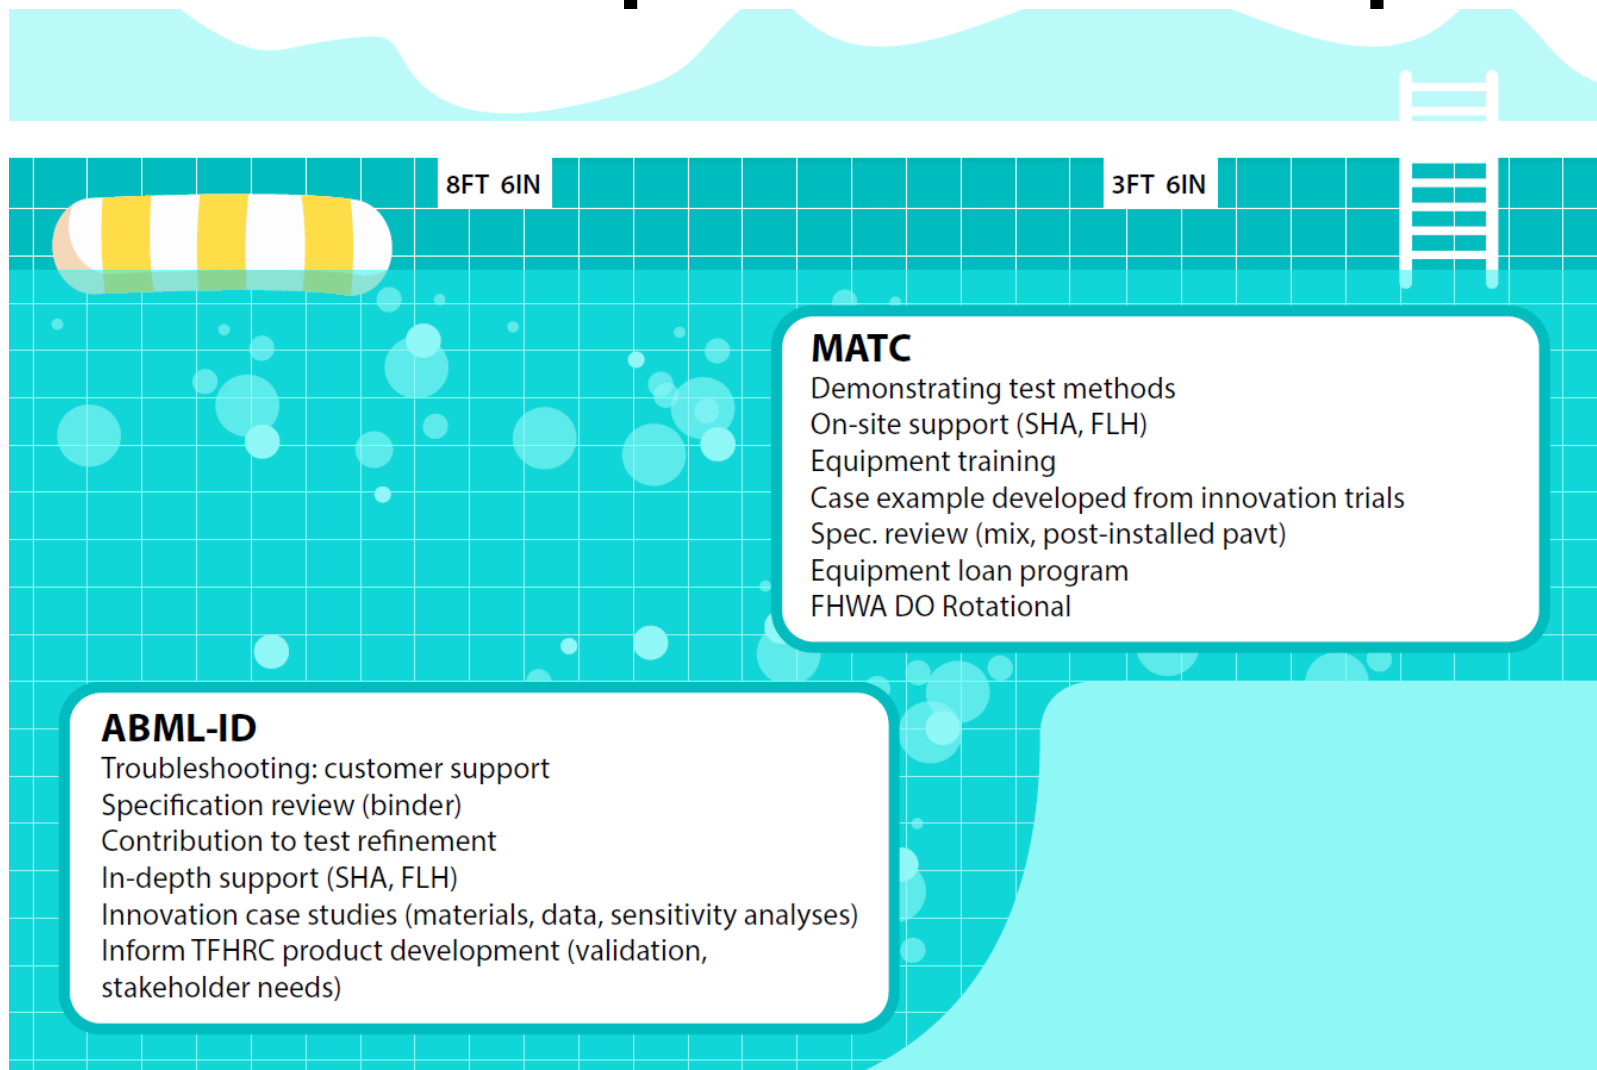 8FT 6IN
3FT 6IN
MATC
Demonstrating test methods
On-site support (SHA, FLH)
Equipment training
Case example developed from innovation trials
Spec. review (mix, post-installed pavt)
Equipment loan program
FHWA DO Rotational
ABML-ID
Troubleshooting: customer support
Specification review (binder)
Contribution to test refinement
In-depth support (SHA, FLH)
Innovation case studies (materials, data, sensitivity analyses)
Inform TFHRC product development (validation,
stakeholder needs)